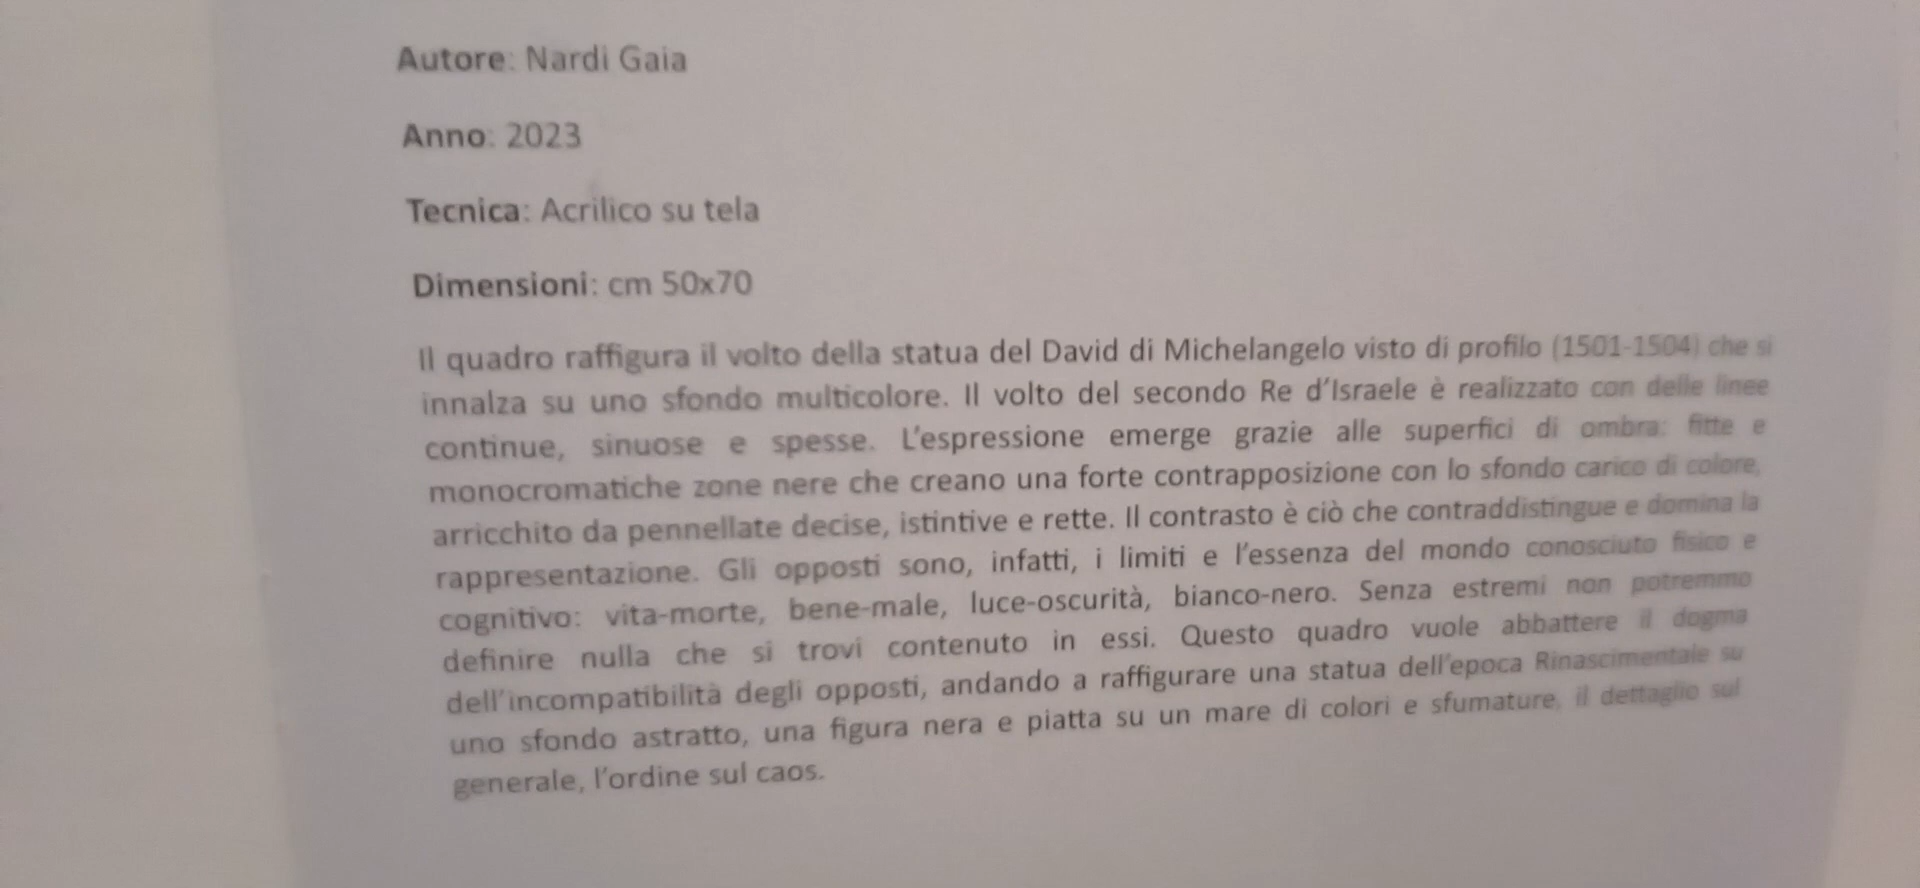 Autore: Nardi Gaia
Anno: 2023
Tecnica: Acrilico su tela
Dimensioni: cm 50x70
Il quadro raffigura il volto della statua del David di Michelangelo visto di profilo (1501-1504) che si
innalza su uno sfondo multicolore. Il volto del secondo Re d'Israele è realizzato con delle linee
continue, sinuose e spesse. L'espressione emerge grazie alle superfici di ombra: fitte e
monocromatiche zone nere che creano una forte contrapposizione con lo sfondo carico di colore,
arricchito da pennellate decise, istintive e rette. Il contrasto è ciò che contraddistingue e domina la
rappresentazione. Gli opposti sono, infatti, i limiti e l'essenza del mondo conosciuto fisico e
cognitivo: vita-morte, bene-male, luce-oscurità, bianco-nero. Senza estremi non potremmo
definire nulla che si trovi contenuto in essi. Questo quadro vuole abbattere il dogma
dell'incompatibilità degli opposti, andando a raffigurare una statua dell'epoca Rinascimentale su
uno sfondo astratto, una figura nera e piatta su un mare di colori e sfumature, il dettaglio sul
generale, l'ordine sul caos.